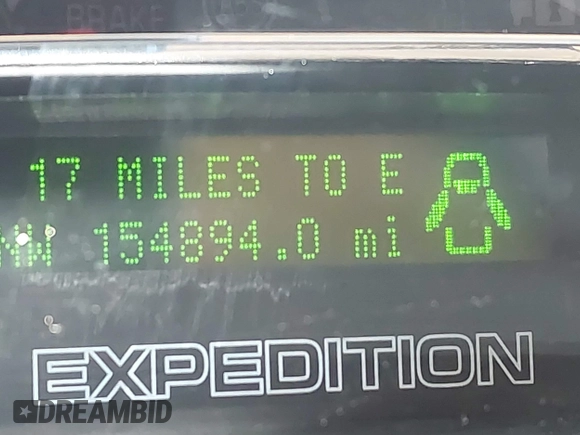 BRAKE
17 MILES TO E
NW 154894.0 mi
EXPEDITION
DREAMBID